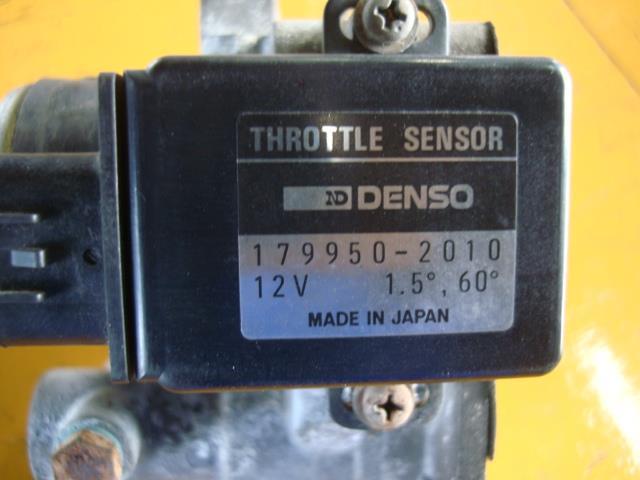 THROTTLE SENSOR
ND DENSO
179950-2010
12V 1.5°, 60°
MADE IN JAPAN